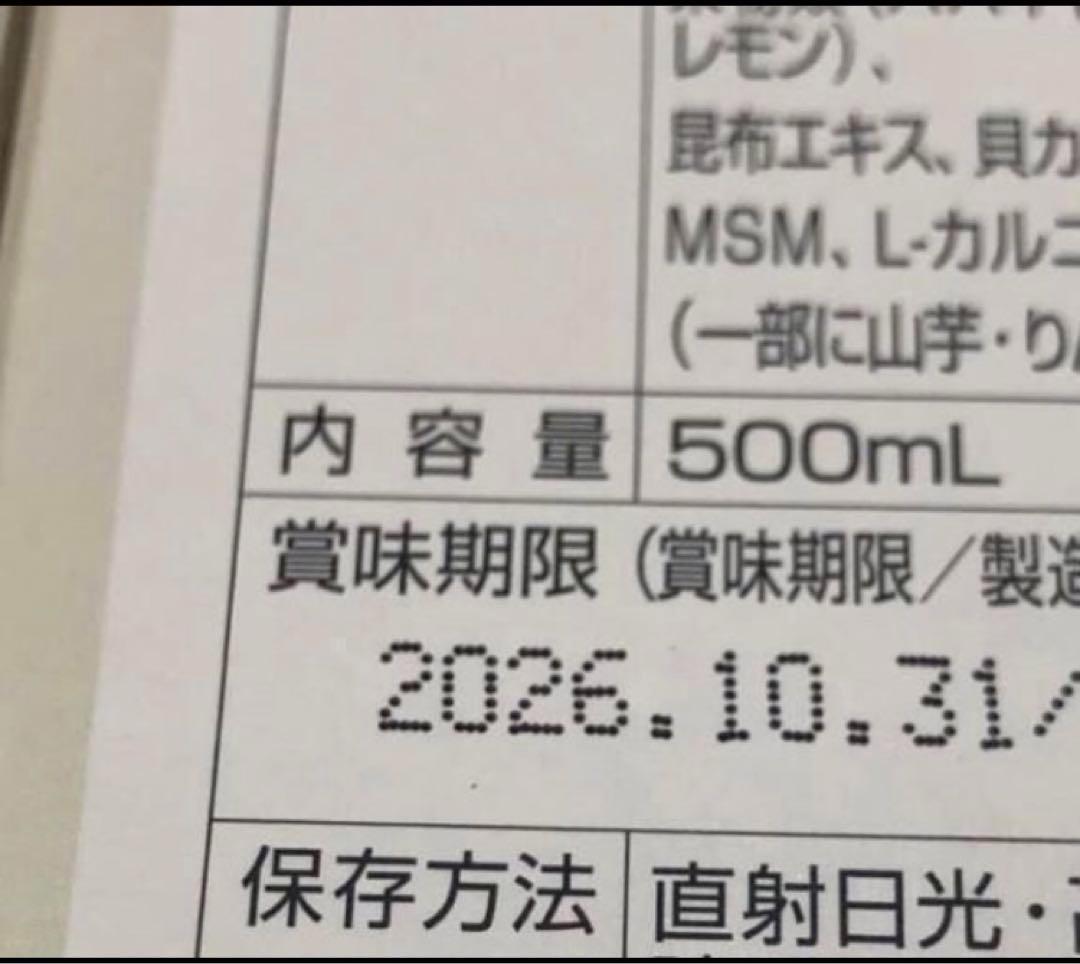 レモン)、
昆布エキス、貝カ
MSM、L-カルニ
(一部に山芋・り
内容量 500mL
賞味期限(賞味期限/製造
2026.10.31/
保存方法 直射日光・高